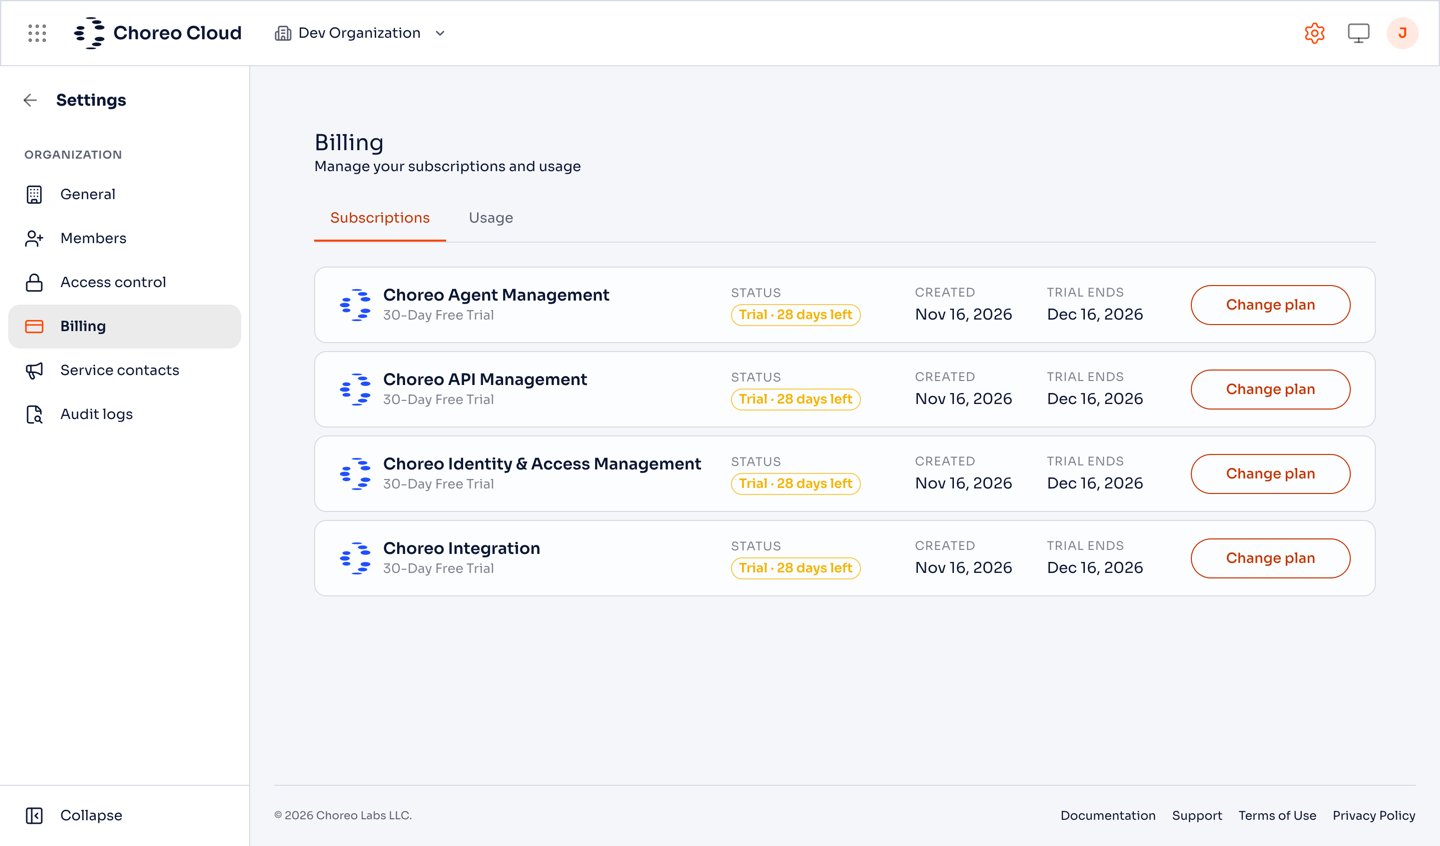 Choreo Cloud
Dev Organization
J
Settings
ORGANIZATION
General
Members
Access control
Billing
Service contacts
Audit logs
Collapse
Billing
Manage your subscriptions and usage
Subscriptions
Usage
Choreo Agent Management
30-Day Free Trial
STATUS
Trial · 28 days left
CREATED
Nov 16, 2026
TRIAL ENDS
Dec 16, 2026
Change plan
Choreo API Management
30-Day Free Trial
STATUS
Trial · 28 days left
CREATED
Nov 16, 2026
TRIAL ENDS
Dec 16, 2026
Change plan
Choreo Identity & Access Management
30-Day Free Trial
STATUS
Trial · 28 days left
CREATED
Nov 16, 2026
TRIAL ENDS
Dec 16, 2026
Change plan
Choreo Integration
30-Day Free Trial
STATUS
Trial · 28 days left
CREATED
Nov 16, 2026
TRIAL ENDS
Dec 16, 2026
Change plan
© 2026 Choreo Labs LLC.
Documentation
Support
Terms of Use
Privacy Policy